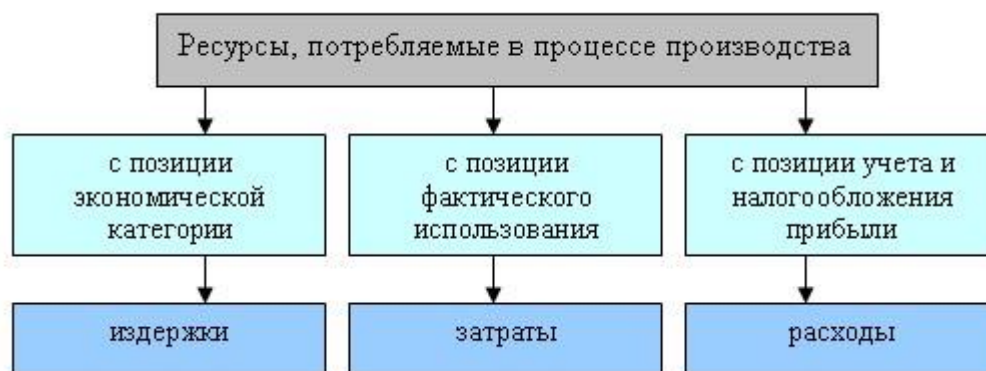 Ресурсы, потребляемые в процессе производства
с позиции
экономической
категории
с позиции
фактического
использования
с позиции учета и
налогообложения
прибыли
издержки
затраты
расходы